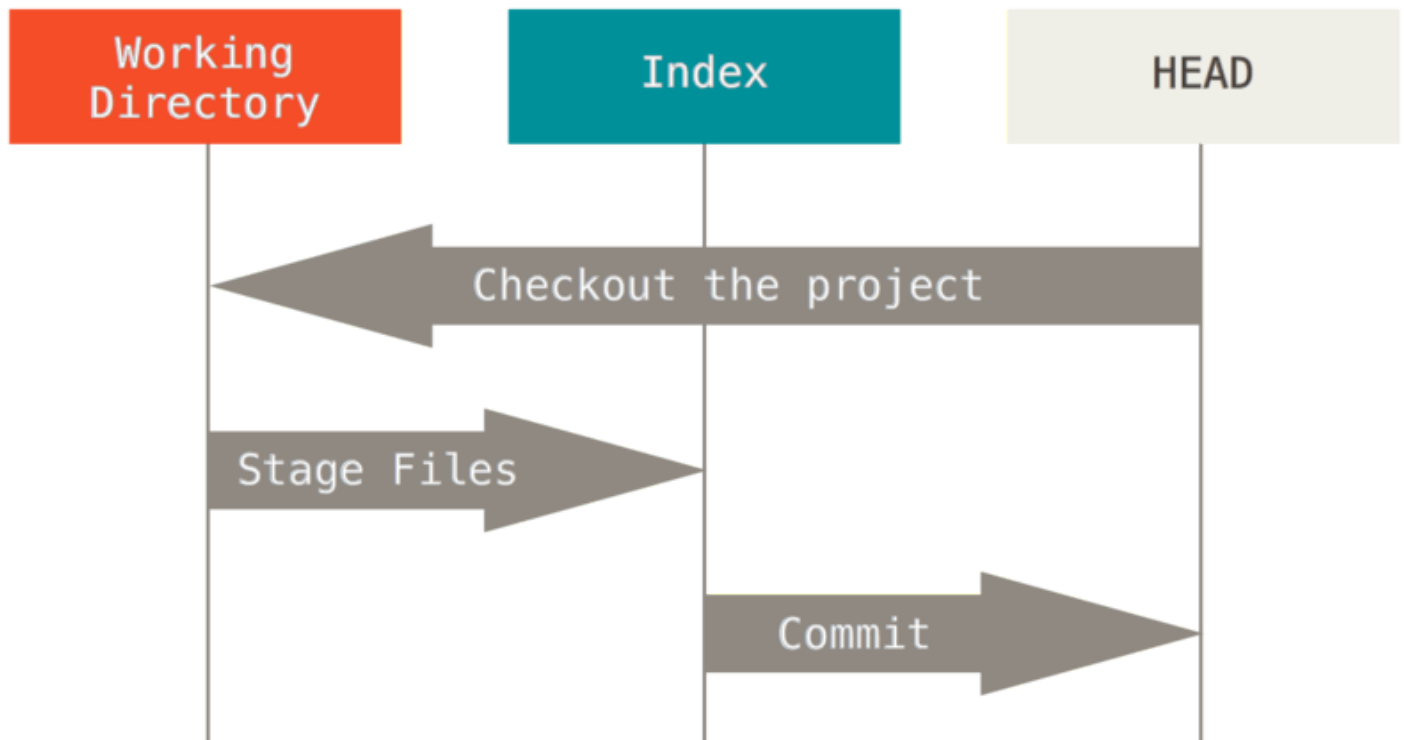 Working
Directory
Index
HEAD
Checkout the project
Stage Files
Commit